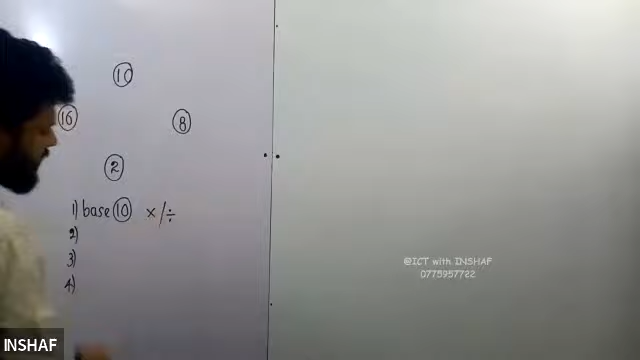 10
16
8
2
1) base 10 × / ÷
2)
3)
4)
@ICT with INSHAF
0775957722
INSHAF